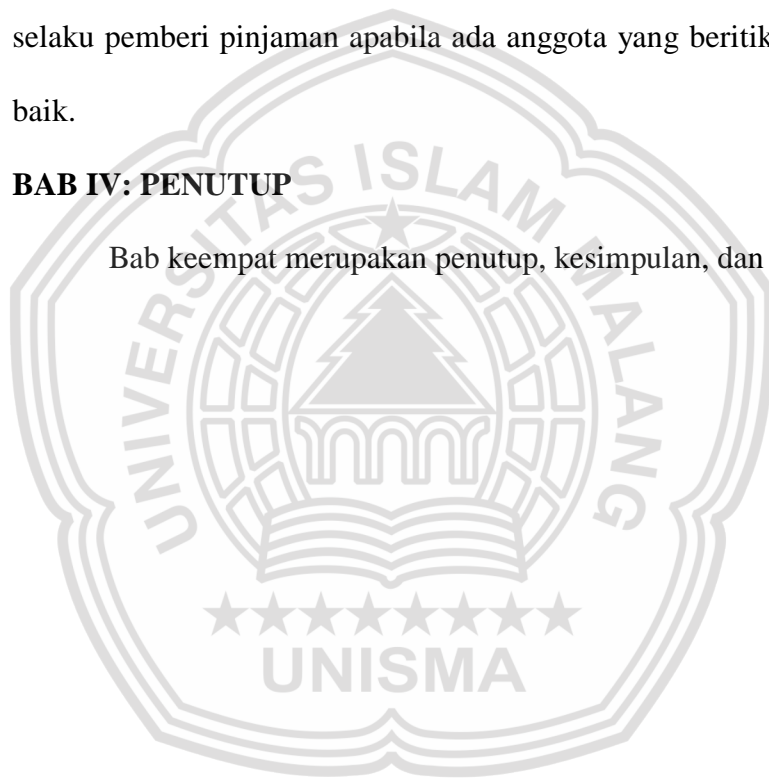 selaku pemberi pinjaman apabila ada anggota yang beritik
baik.
BAB IV: PENUTUP
Bab keempat merupakan penutup, kesimpulan, dan
UNIVERSITAS ISLAM MALANG
UNISMA